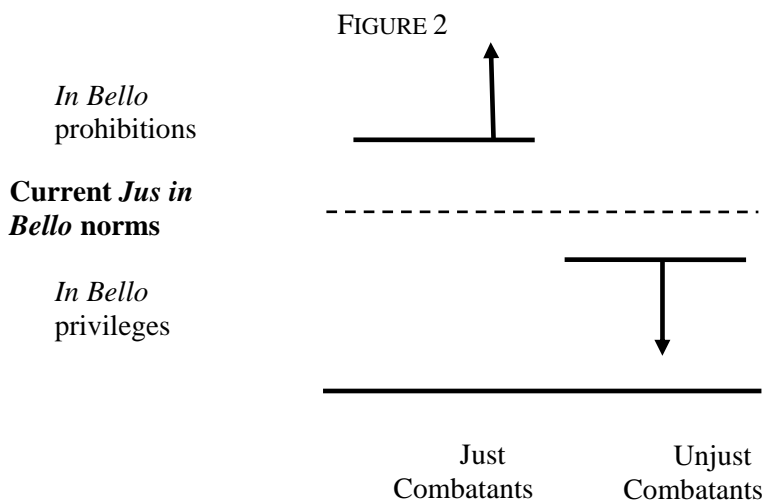 FIGURE 2
In Bello
prohibitions
Current Jus in
Bello norms
In Bello
privileges
Just
Combatants
Unjust
Combatants